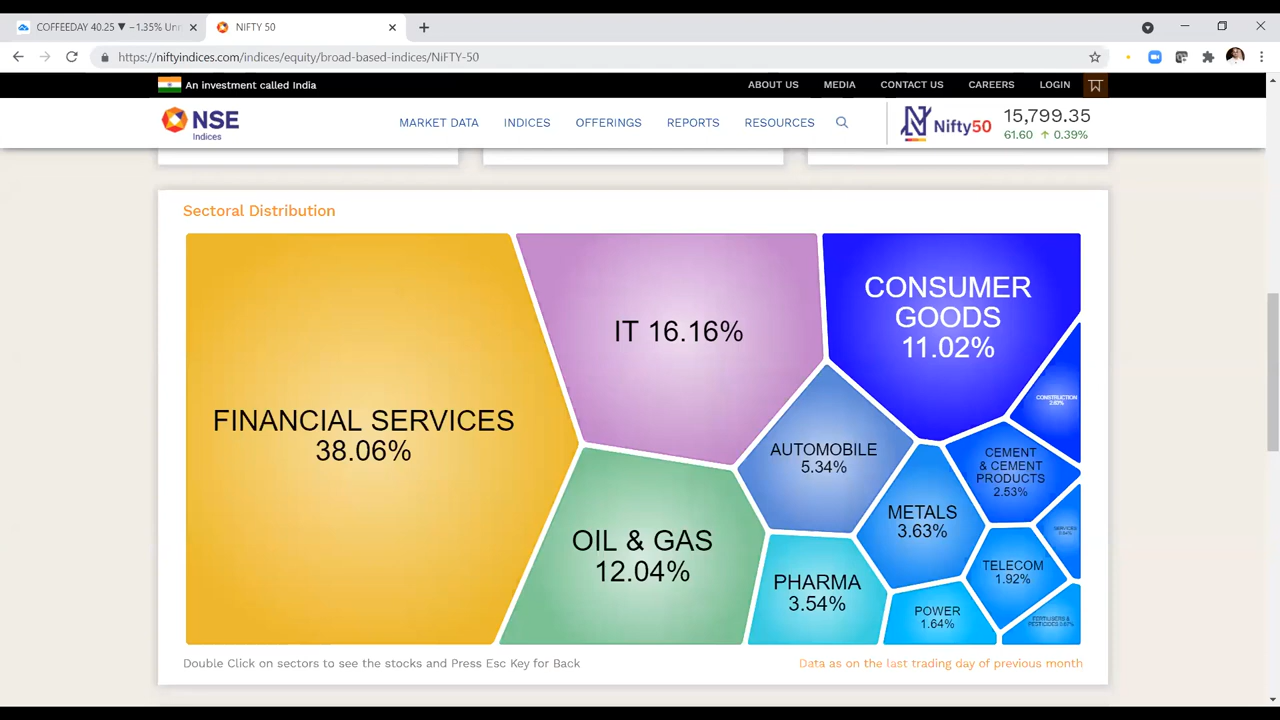 COFFEEDAY 40.25 ▼ −1.35% Un
NIFTY 50
https://niftyindices.com/indices/equity/broad-based-indices/NiFTY-50
An investment called India
ABOUT US MEDIA CONTACT US CAREERS LOGIN
NSE
Indices
MARKET DATA INDICES OFFERINGS REPORTS RESOURCES
Nifty50
15,799.35
61.60 ↑ 0.39%
Sectoral Distribution
FINANCIAL SERVICES
38.06%
IT 16.16%
CONSUMER
GOODS
11.02%
CONSTRUCTION
AUTOMOBILE
5.34%
CEMENT
& CEMENT
PRODUCTS
2.53%
METALS
3.63%
SERVICES
OIL & GAS
12.04%
PHARMA
3.54%
TELECOM
1.92%
POWER
1.64%
FERTILISERS &
PESTICIDES
Double Click on sectors to see the stocks and Press Esc Key for Back
Data as on the last trading day of previous month